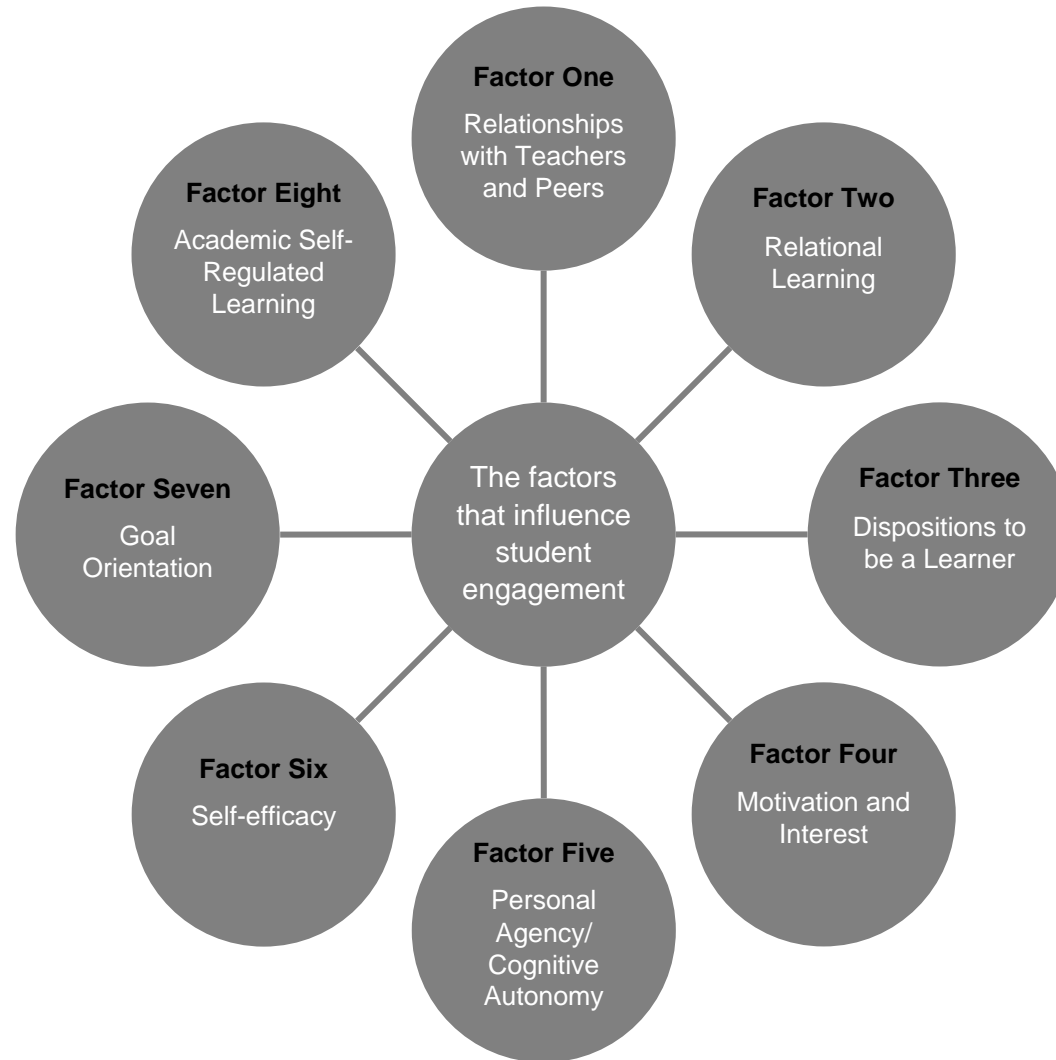 Factor One
Relationships
with Teachers
and Peers
Factor Two
Relational
Learning
Factor Three
Dispositions to
be a Learner
Factor Four
Motivation and
Interest
Factor Five
Personal
Agency/
Cognitive
Autonomy
Factor Six
Self-efficacy
Factor Seven
Goal
Orientation
Factor Eight
Academic Self-
Regulated
Learning
The factors
that influence
student
engagement